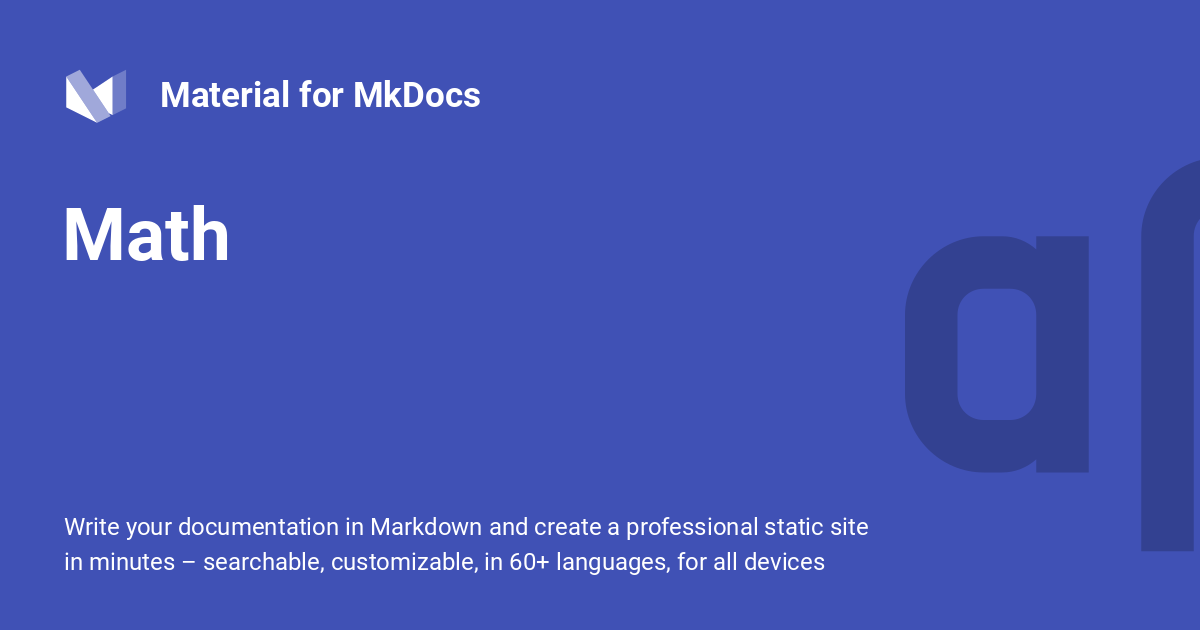 Material for MkDocs
Math
Write your documentation in Markdown and create a professional static site
in minutes – searchable, customizable, in 60+ languages, for all devices